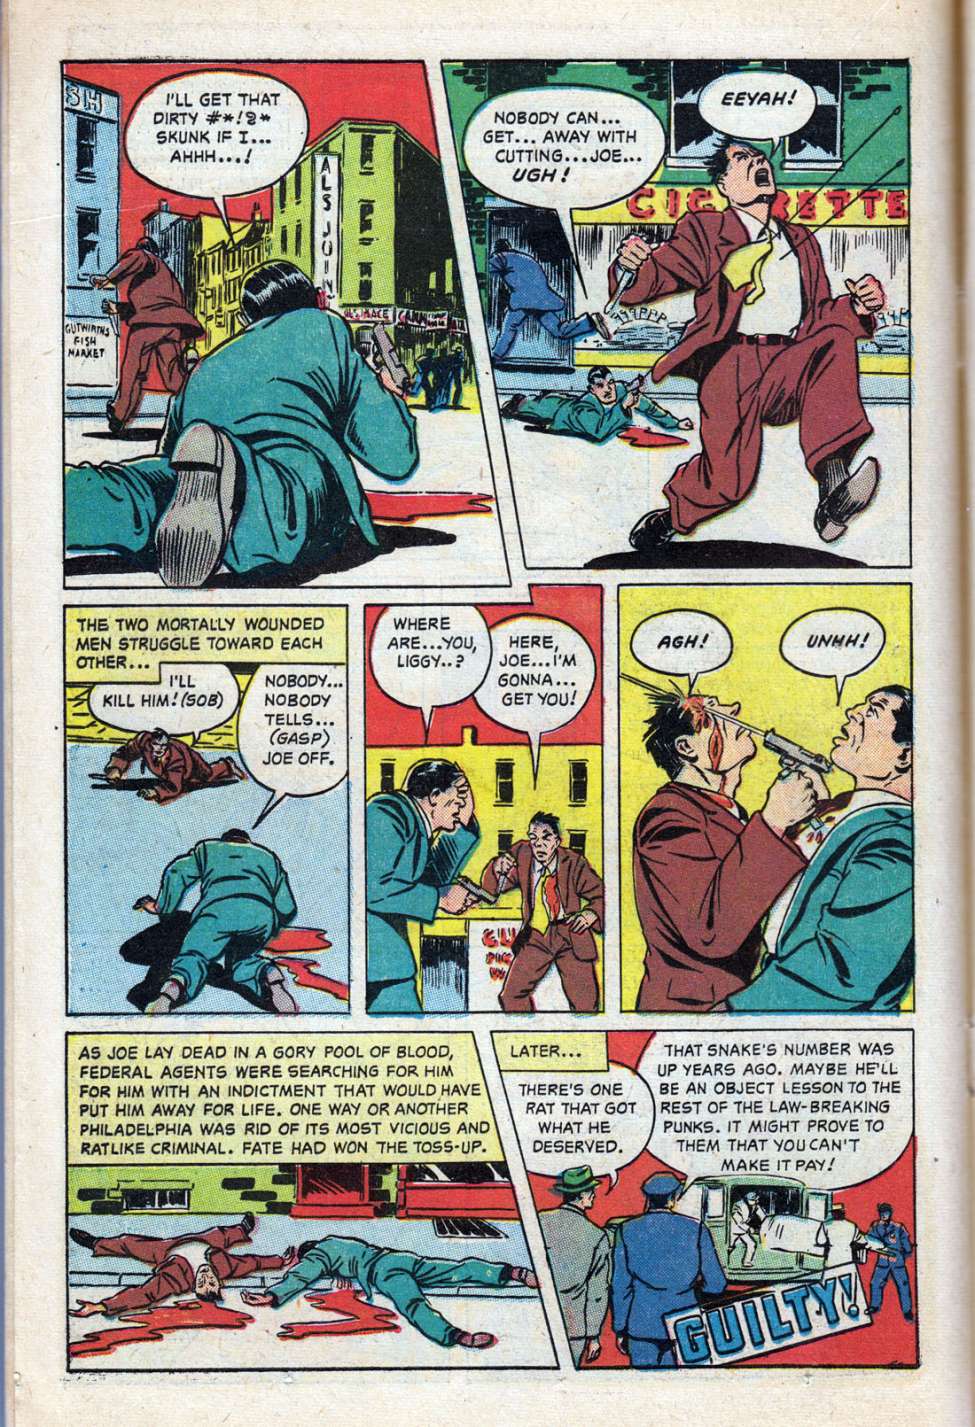 I'LL GET THAT
DIRTY #*!?*
SKUNK IF I...
AHHH....!
ALS JOIN
GUTWIRTHS
FISH
MARKET
NOBODY CAN...
GET... AWAY WITH
CUTTING...JOE...
UGH!
EEYAH!
CIG RETTE
THE TWO MORTALLY WOUNDED
MEN STRUGGLE TOWARD EACH
OTHER...
I'LL
KILL HIM! (SOB)
NOBODY...
NOBODY
TELLS...
(GASP)
JOE OFF.
WHERE
ARE...YOU,
LIGGY..?
HERE,
JOE...I'M
GONNA...
GET YOU!
AGH!
UNHH!
AS JOE LAY DEAD IN A GORY POOL OF BLOOD,
FEDERAL AGENTS WERE SEARCHING FOR HIM
FOR HIM WITH AN INDICTMENT THAT WOULD HAVE
PUT HIM AWAY FOR LIFE. ONE WAY OR ANOTHER
PHILADELPHIA WAS RID OF ITS MOST VICIOUS AND
RATLIKE CRIMINAL. FATE HAD WON THE TOSS-UP.
LATER...
THERE'S ONE
RAT THAT GOT
WHAT HE
DESERVED.
THAT SNAKE'S NUMBER WAS
UP YEARS AGO. MAYBE HE'LL
BE AN OBJECT LESSON TO THE
REST OF THE LAW-BREAKING
PUNKS. IT MIGHT PROVE TO
THEM THAT YOU CAN'T
MAKE IT PAY!
GUILTY!